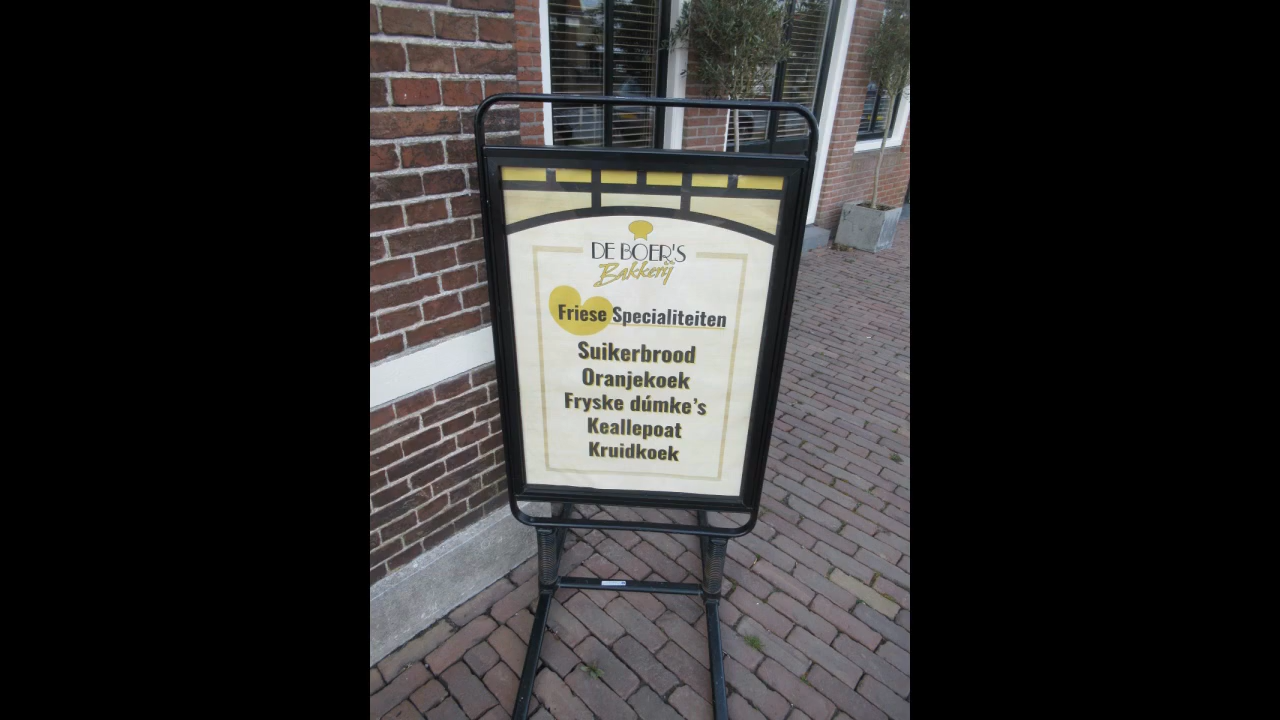 DE BOER'S
Bakkerij
Friese Specialiteiten
Suikerbrood
Oranjekoek
Fryske dúmke's
Keallepoat
Kruidkoek